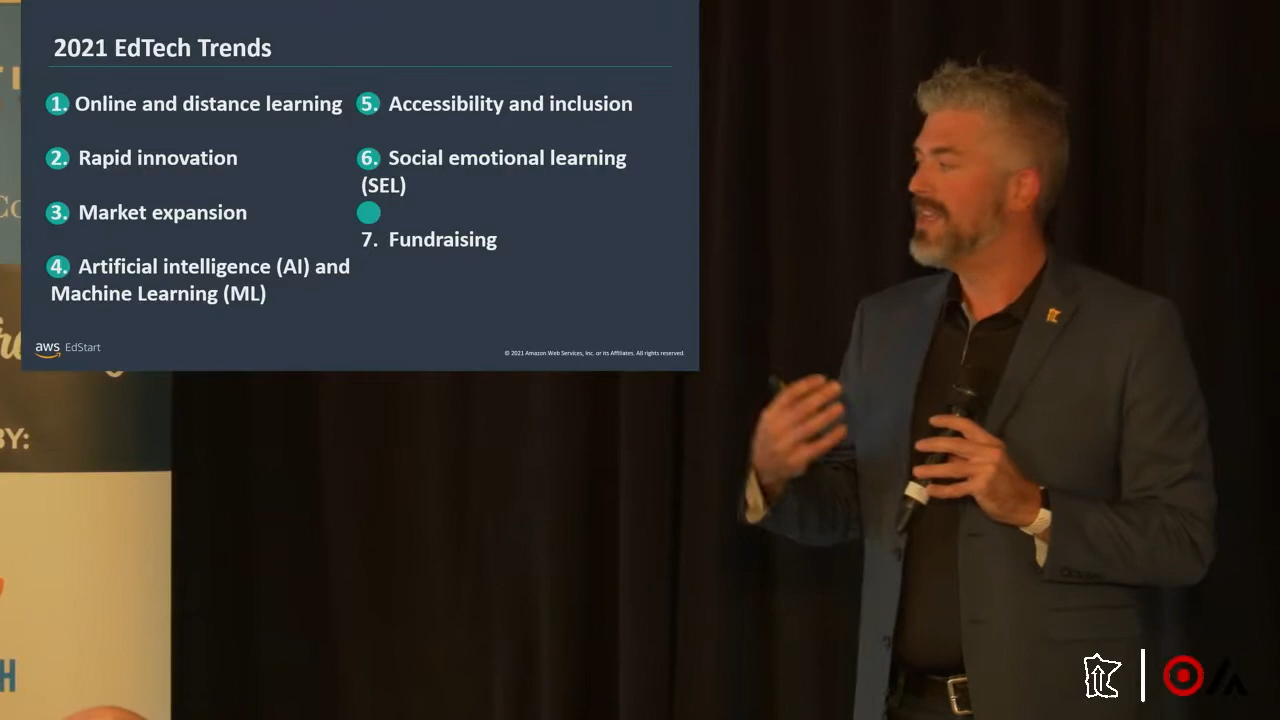 2021 EdTech Trends
1. Online and distance learning
2. Rapid innovation
3. Market expansion
4. Artificial intelligence (AI) and
Machine Learning (ML)
5. Accessibility and inclusion
6. Social emotional learning
(SEL)
7. Fundraising
aws EdStart
© 2021 Amazon Web Services, Inc. or its Affiliates. All rights reserved.
BY:
H